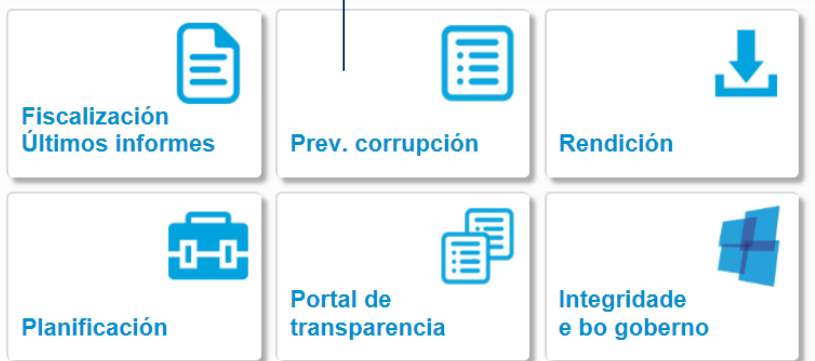 Fiscalización
Últimos informes
Prev. corrupción
Rendición
Planificación
Portal de
transparencia
Integridade
e bo goberno